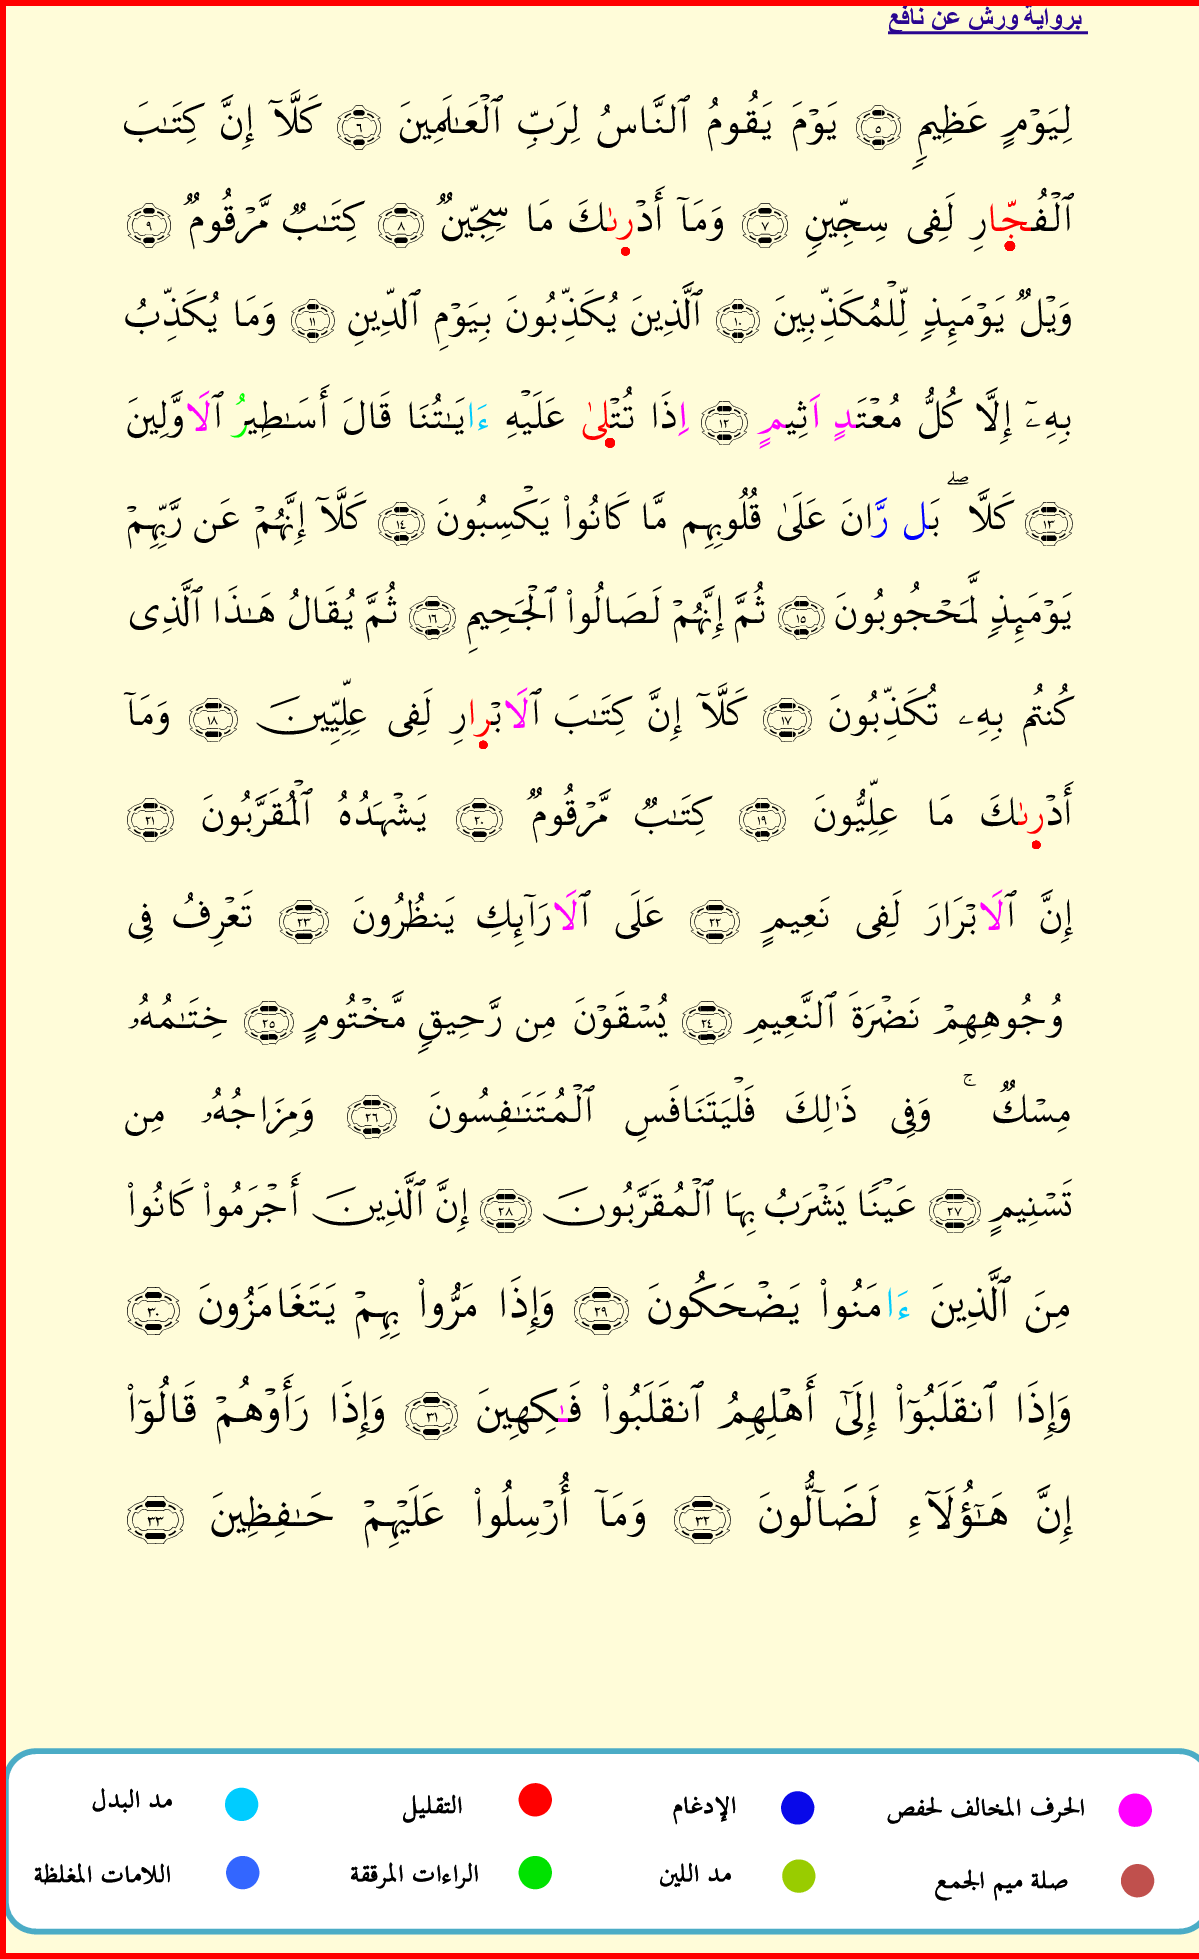 برواية ورش عن نافع
لِيَوْمٍ عَظِيمٍ ٥ يَوْمَ يَقُومُ ٱلنَّاسُ لِرَبِّ ٱلْعَـٰلَمِينَ ٦ كَلَّآ إِنَّ كِتَـٰبَ
ٱلْفُجّارِ لَفِى سِجِّينٍ ٧ وَمَآ أَدْرىٰكَ مَا سِجِّينٌ ٨ كِتَـٰبٌ مَّرْقُومٌ ٩
وَيْلٌ يَوْمَئِذٍ لِّلْمُكَذِّبِينَ ١٠ ٱلَّذِينَ يُكَذِّبُونَ بِيَوْمِ ٱلدِّينِ ١١ وَمَا يُكَذِّبُ
بِهِۦٓ إِلَّا كُلُّ مُعْتَدٍ اَثِيمٍ ١٢ اِذَا تُتْلىٰ عَلَيْهِ ءَايَـٰتُنَا قَالَ أَسَـٰطِيرُ ٱلَاوَّلِينَ
١٣ كَلَّا ۖ بَل رَّانَ عَلَىٰ قُلُوبِهِم مَّا كَانُوا۟ يَكْسِبُونَ ١٤ كَلَّآ إِنَّهُمْ عَن رَّبِّهِمْ
يَوْمَئِذٍ لَّمَحْجُوبُونَ ١٥ ثُمَّ إِنَّهُمْ لَصَالُوا۟ ٱلْجَحِيمِ ١٦ ثُمَّ يُقَالُ هَـٰذَا ٱلَّذِى
كُنتُم بِهِۦ تُكَذِّبُونَ ١٧ كَلَّآ إِنَّ كِتَـٰبَ ٱلَابْرارِ لَفِى عِلِّيِّينَ ١٨ وَمَآ
أَدْرىٰكَ مَا عِلِّيُّونَ ١٩ كِتَـٰبٌ مَّرْقُومٌ ٢٠ يَشْهَدُهُ ٱلْمُقَرَّبُونَ ٢١
إِنَّ ٱلَابْرَارَ لَفِى نَعِيمٍ ٢٢ عَلَى ٱلَارَآئِكِ يَنظُرُونَ ٢٣ تَعْرِفُ فِى
وُجُوهِهِمْ نَضْرَةَ ٱلنَّعِيمِ ٢٤ يُسْقَوْنَ مِن رَّحِيقٍ مَّخْتُومٍ ٢٥ خِتَـٰمُهُۥ
مِسْكٌ ۚ وَفِى ذَٰلِكَ فَلْيَتَنَافَسِ ٱلْمُتَنَـٰفِسُونَ ٢٦ وَمِزَاجُهُۥ مِن
تَسْنِيمٍ ٢٧ عَيْنًا يَشْرَبُ بِهَا ٱلْمُقَرَّبُونَ ٢٨ إِنَّ ٱلَّذِينَ أَجْرَمُوا۟ كَانُوا۟
مِنَ ٱلَّذِينَ ءَامَنُوا۟ يَضْحَكُونَ ٢٩ وَإِذَا مَرُّوا۟ بِهِمْ يَتَغَامَزُونَ ٣٠
وَإِذَا ٱنقَلَبُوٓا۟ إِلَىٰٓ أَهْلِهِمُ ٱنقَلَبُوا۟ فَـٰكِهِينَ ٣١ وَإِذَا رَأَوْهُمْ قَالُوٓا۟
إِنَّ هَـٰٓؤُلَآءِ لَضَآلُّونَ ٣٢ وَمَآ أُرْسِلُوا۟ عَلَيْهِمْ حَـٰفِظِينَ ٣٣
الحرف المخالف لحفص الإدغام التقليل مد البدل
صلة ميم الجمع مد اللين الراءات المرققة اللامات المغلظة